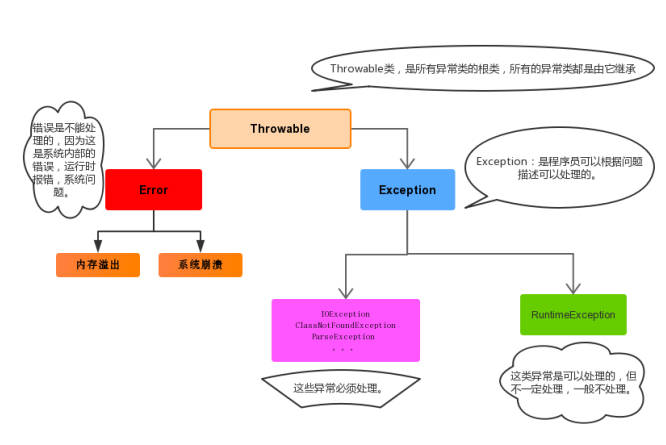 Throwable类，是所有异常类的根类，所有的异常类都是由它继承
Throwable
错误是不能处
理的，因为这
是系统内部的
错误，运行时
报错，系统问
题。
Exception：是程序员可以根据问题
描述可以处理的。
Error
Exception
内存溢出
系统崩溃
IOException
ClassNotFoundException
ParseException
...
RuntimeException
这些异常必须处理。
这类异常是可以处理的，但
不一定处理，一般不处理。